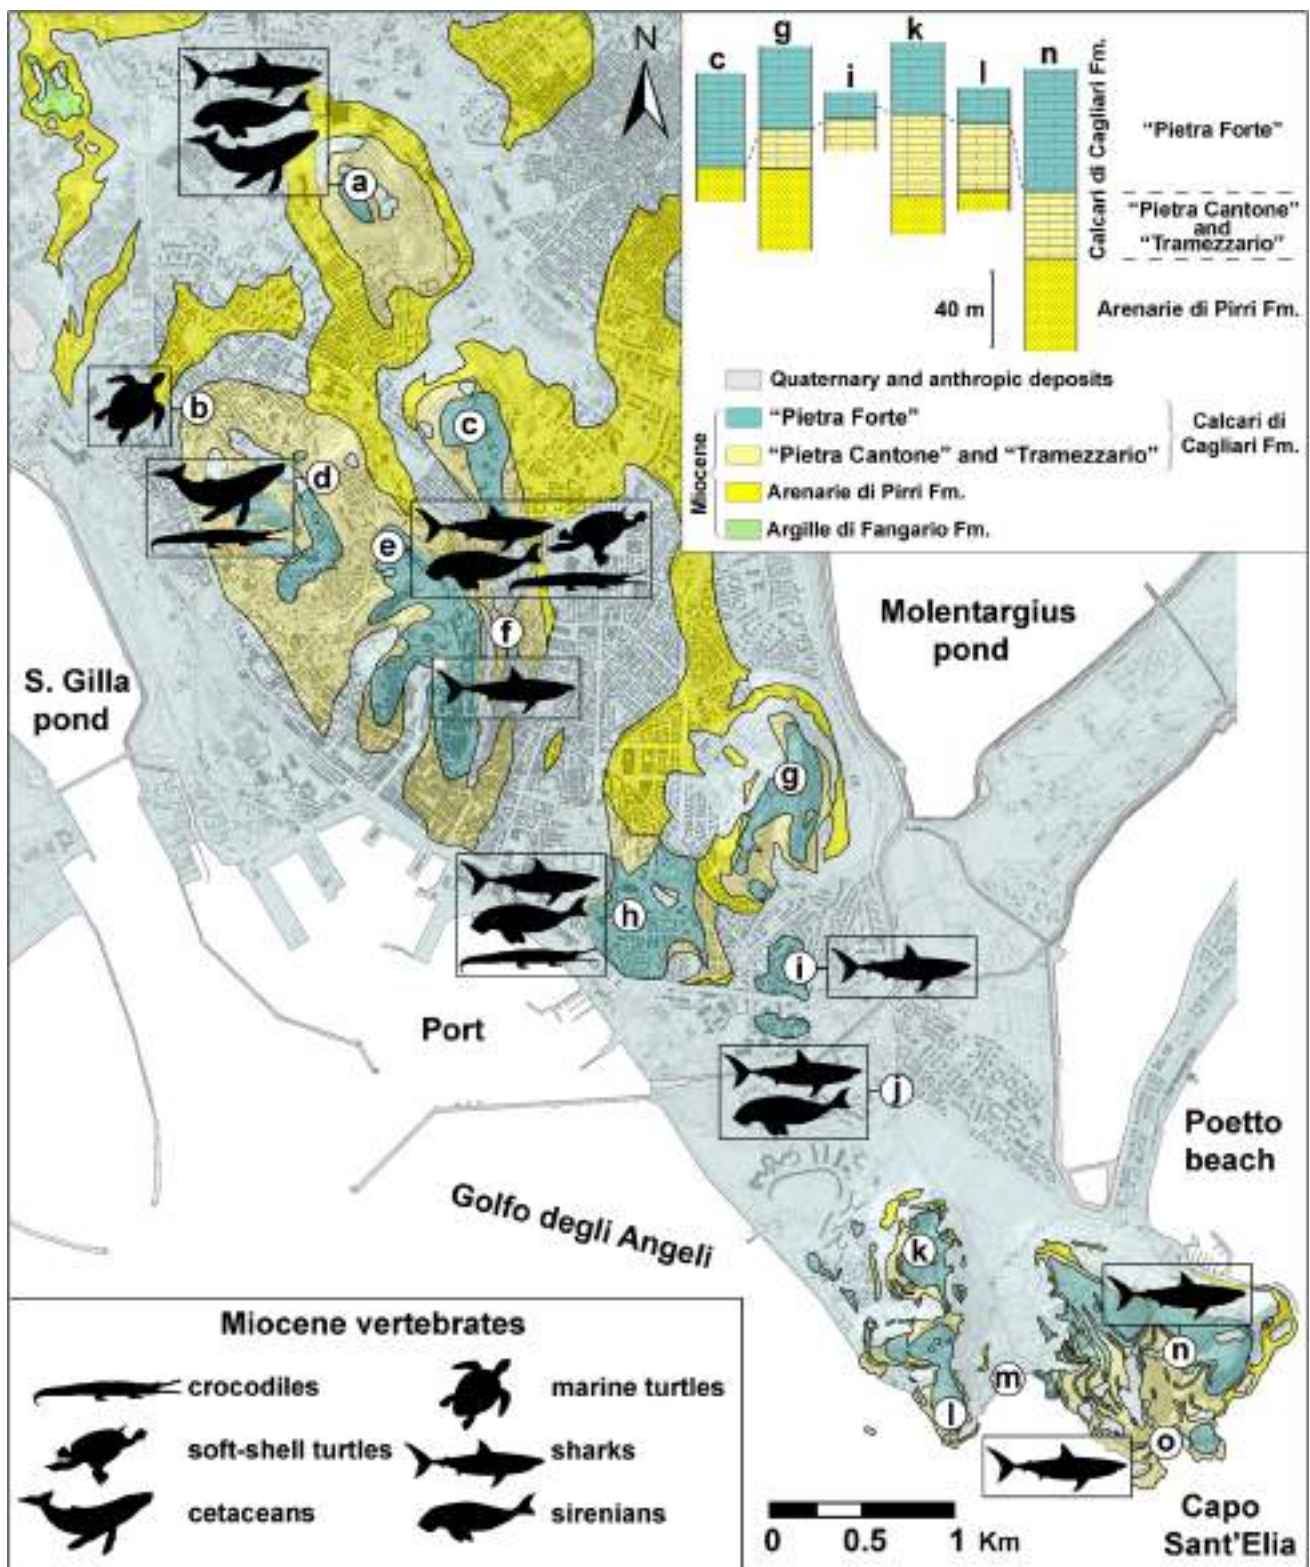 N
c
g
i
k
l
n
Calcari di Cagliari Fm.
“Pietra Forte”
“Pietra Cantone”
and
“Tramezzario”
40 m
Arenarie di Pirri Fm.
Quaternary and anthropic deposits
Miocene
“Pietra Forte”
“Pietra Cantone” and “Tramezzario”
Calcari di
Cagliari Fm.
Arenarie di Pirri Fm.
Argille di Fangario Fm.
a
b
c
d
e
f
Molentargius
pond
S. Gilla
pond
g
h
i
Port
j
Poetto
beach
Golfo degli Angeli
k
n
m
l
o
Capo
Sant’Elia
0 0.5 1 Km
Miocene vertebrates
crocodiles
marine turtles
soft-shell turtles
sharks
cetaceans
sirenians